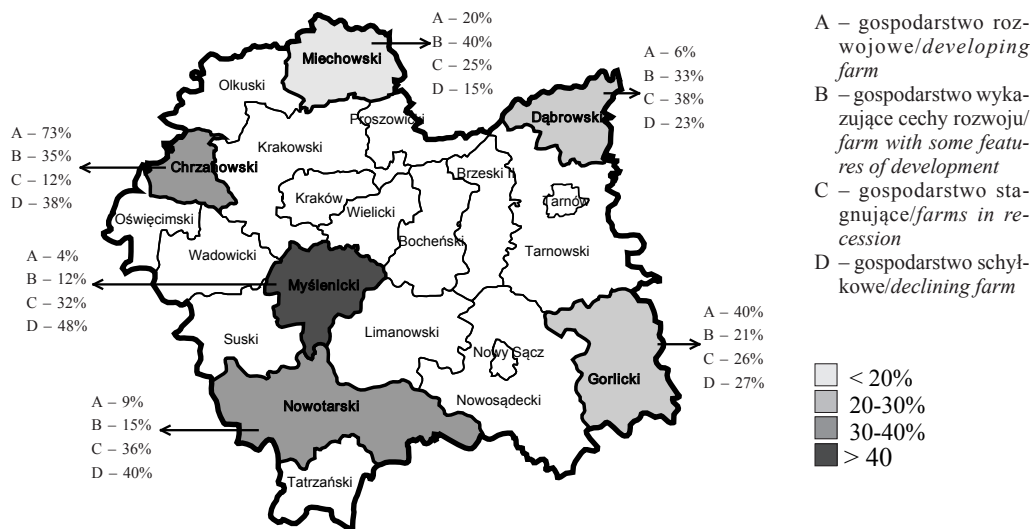 A – 20%
B – 40%
C – 25%
D – 15%
Miechowski
Olkuski
A – 6%
B – 33%
C – 38%
D – 23%
Dąbrowski
Proszowicki
A – 73%
B – 35%
C – 12%
D – 38%
Chrzanowski
Krakowski
Brzeski II
Kraków
Wielicki
Tarnów
Oświęcimski
Wadowicki
Bocheński
Tarnowski
A – 4%
B – 12%
C – 32%
D – 48%
Myślenicki
Suski
Limanowski
Nowy Sącz
A – 40%
B – 21%
C – 26%
D – 27%
Gorlicki
Nowosądecki
A – 9%
B – 15%
C – 36%
D – 40%
Nowotarski
Tatrzański
A – gospodarstwo roz-
wojowe/developing
farm
B – gospodarstwo wyka-
zujące cechy rozwoju/
farm with some featu-
res of development
C – gospodarstwo sta-
gnujące/farms in re-
cession
D – gospodarstwo schył-
kowe/declining farm
< 20%
20-30%
30-40%
> 40